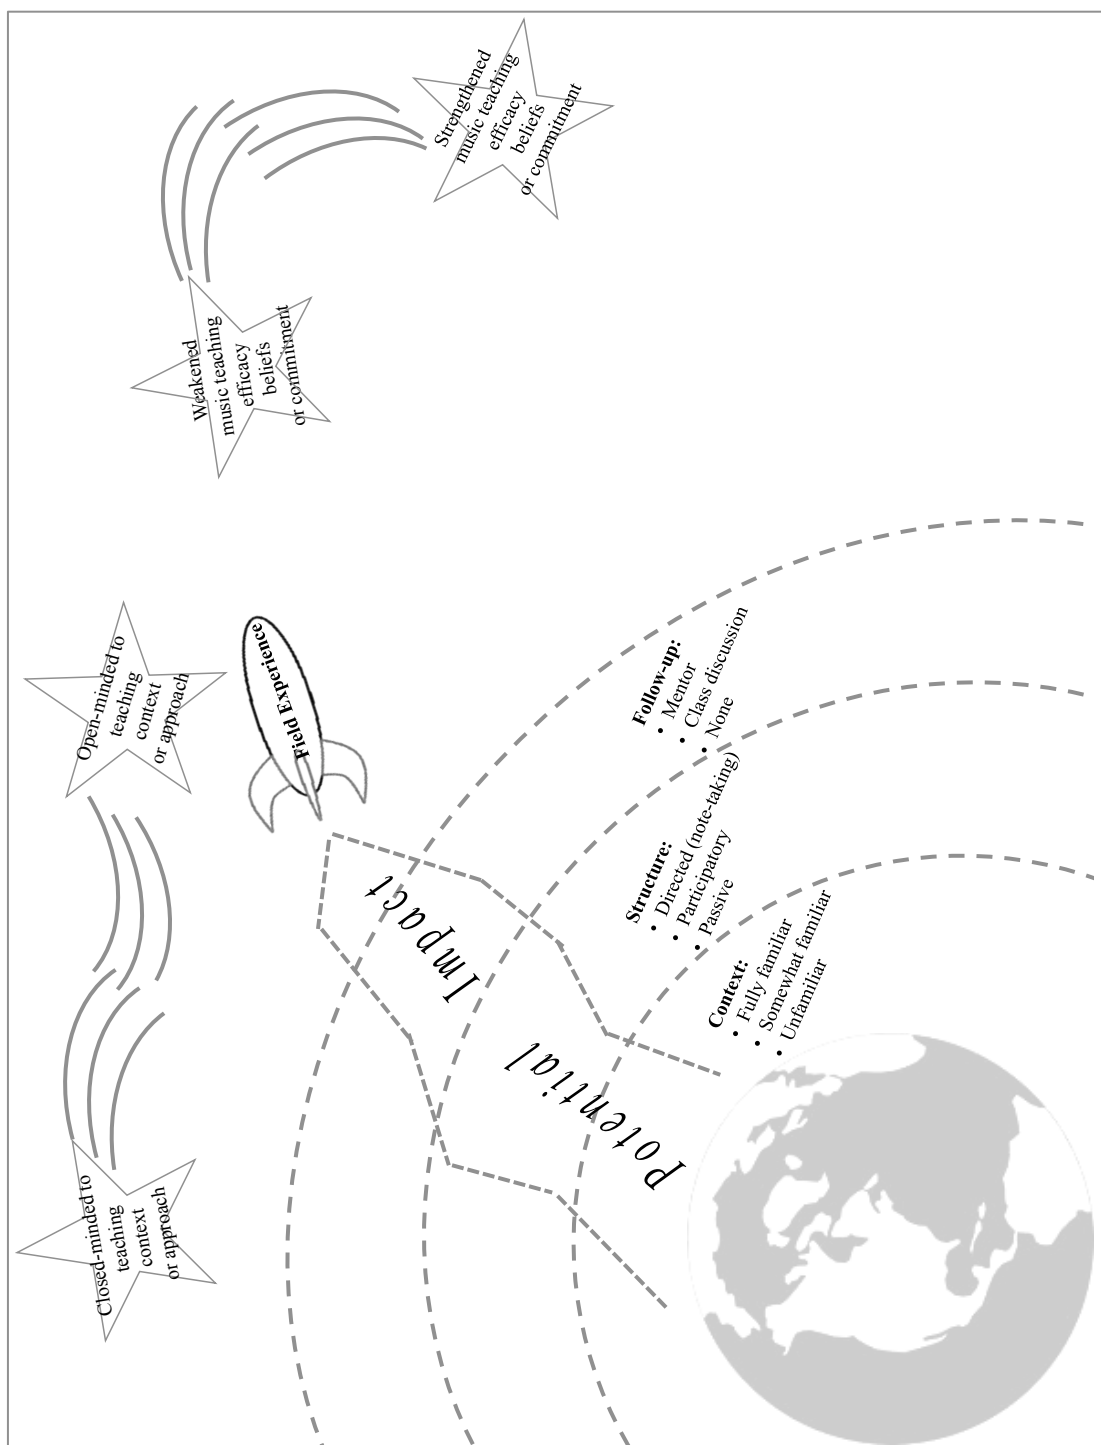 Closed-minded to
teaching
context
or approach
Open-minded to
teaching
context
or approach
Weakened
music teaching
efficacy
beliefs
or commitment
Strengthened
music teaching
efficacy
beliefs
or commitment
Field Experience
Potential Impact
Context:
• Fully familiar
• Somewhat familiar
• Unfamiliar
Structure:
• Directed (note-taking)
• Participatory
• Passive
Follow-up:
• Mentor
• Class discussion
• None